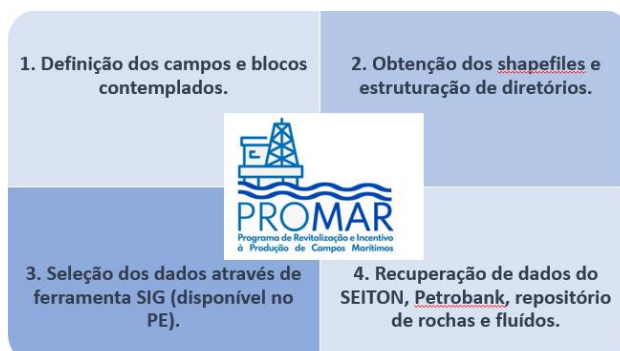 1. Definição dos campos e blocos
contemplados.
2. Obtenção dos shapefiles e
estruturação de diretórios.
PROMAR
Programa de Revitalização e Incentivo
à Produção de Campos Marítimos
3. Seleção dos dados através de
ferramenta SIG (disponível no
PE).
4. Recuperação de dados do
SEITON, Petrobank, repositório
de rochas e fluídos.